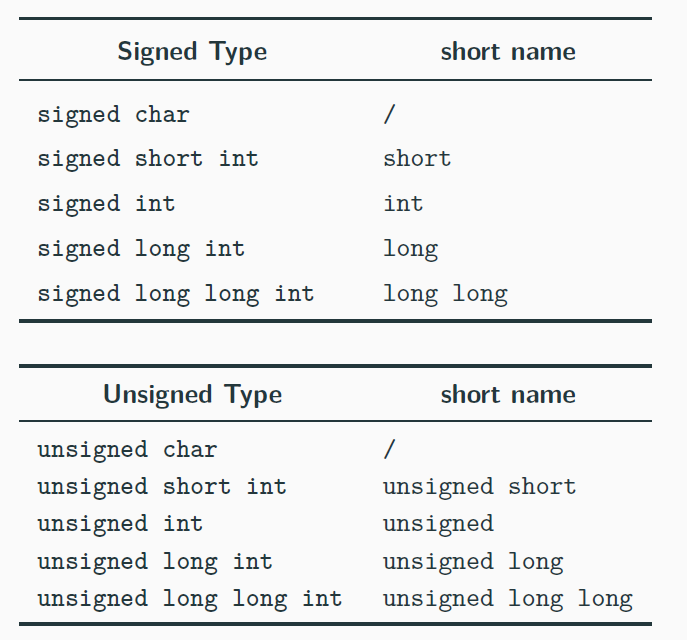 Signed Type short name
signed char /
signed short int short
signed int int
signed long int long
signed long long int long long
Unsigned Type short name
unsigned char /
unsigned short int unsigned short
unsigned int unsigned
unsigned long int unsigned long
unsigned long long int unsigned long long